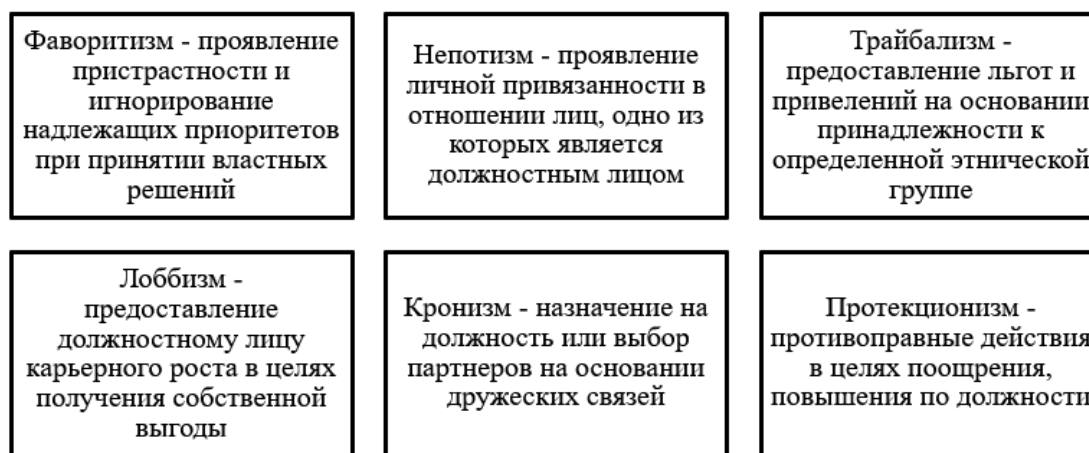 Фаворитизм - проявление
пристрастности и
игнорирование
надлежащих приоритетов
при принятии властных
решений
Непотизм - проявление
личной привязанности в
отношении лиц, одно из
которых является
должностным лицом
Трайбализм -
предоставление льгот и
привелений на основании
принадлежности к
определенной этнической
группе
Лоббизм -
предоставление
должностному лицу
карьерного роста в целях
получения собственной
выгоды
Кронизм - назначение на
должность или выбор
партнеров на основании
дружеских связей
Протекционизм -
противоправные действия
в целях поощрения,
повышения по должности